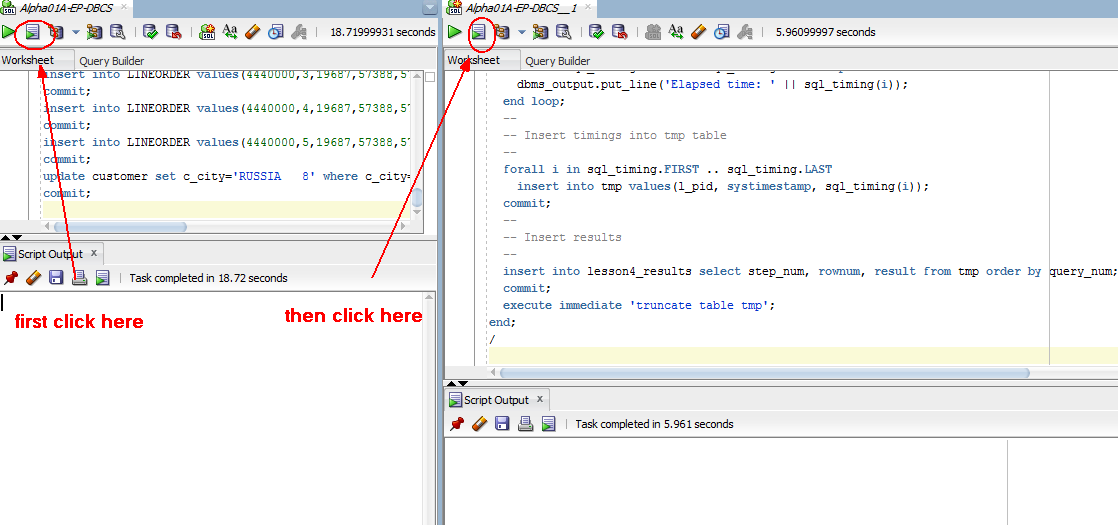 Alpha01A-EP-DBCS
18.71999931 seconds
Worksheet
Query Builder
insert into LINEORDER values(4440000,3,19687,57388,57
commit;
insert into LINEORDER values(4440000,4,19687,57388,57
commit;
insert into LINEORDER values(4440000,5,19687,57388,57
commit;
update customer set c_city='RUSSIA   8' where c_city=
commit;
Script Output x
Task completed in 18.72 seconds
first click here
then click here
Alpha01A-EP-DBCS__1
5.96099997 seconds
Worksheet
Query Builder
dbms_output.put_line('Elapsed time: ' || sql_timing(i));
end loop;
--
-- Insert timings into tmp table
--
forall i in sql_timing.FIRST .. sql_timing.LAST
insert into tmp values(l_pid, systimestamp, sql_timing(i));
commit;
--
-- Insert results
--
insert into lesson4_results select step_num, rownum, result from tmp order by query_num;
commit;
execute immediate 'truncate table tmp';
end;
/
Script Output x
Task completed in 5.961 seconds